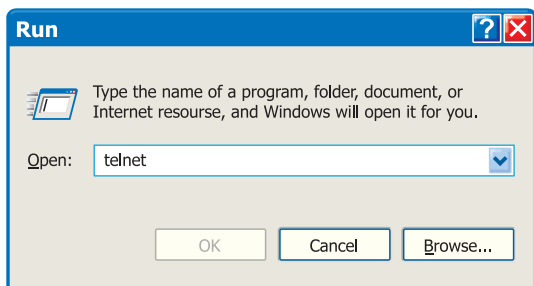 Run
?
Type the name of a program, folder, document, or
Internet resourse, and Windows will open it for you.
Open: telnet
OK Cancel Browse...